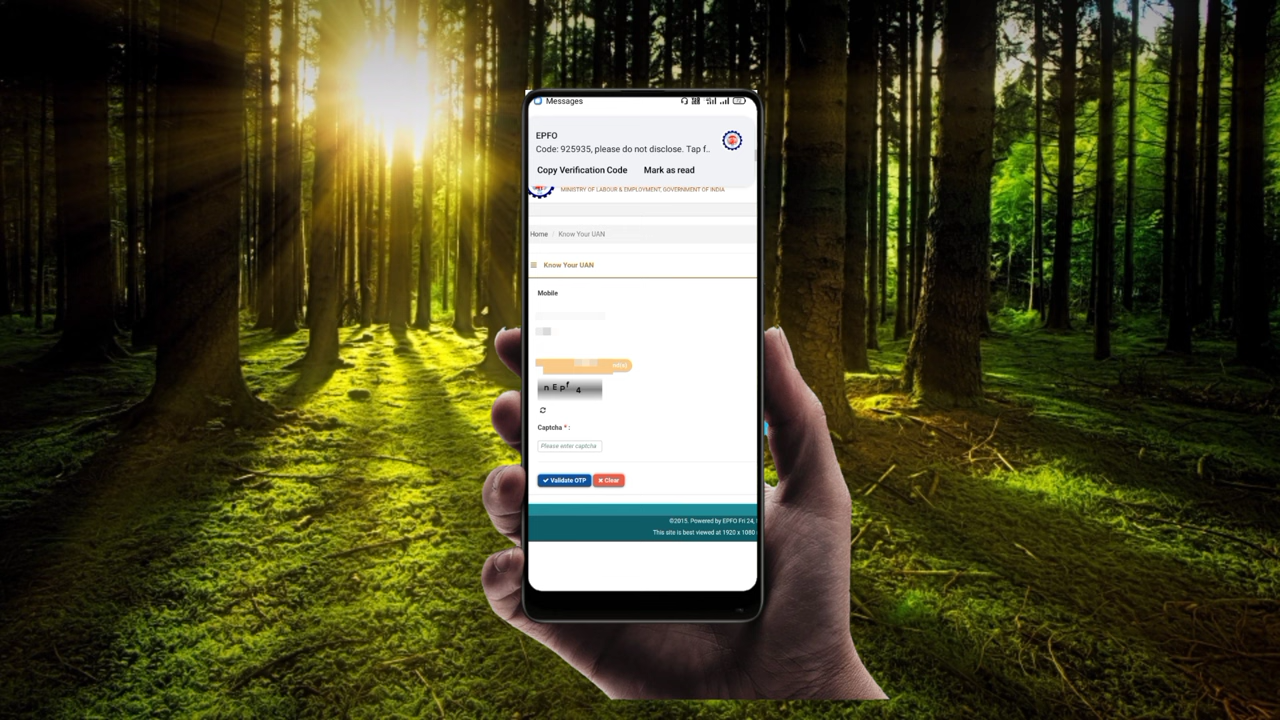 Messages
EPFO
Code: 925935, please do not disclose. Tap f..
Copy Verification Code Mark as read
MINISTRY OF LABOUR & EMPLOYMENT, GOVERNMENT OF INDIA
Home / Know Your UAN
Know Your UAN
Mobile
n E p f 4
Captcha * :
Please enter captcha
Validate OTP Clear
©2015. Powered by EPFO Fri 24,
This site is best viewed at 1920 x 1080